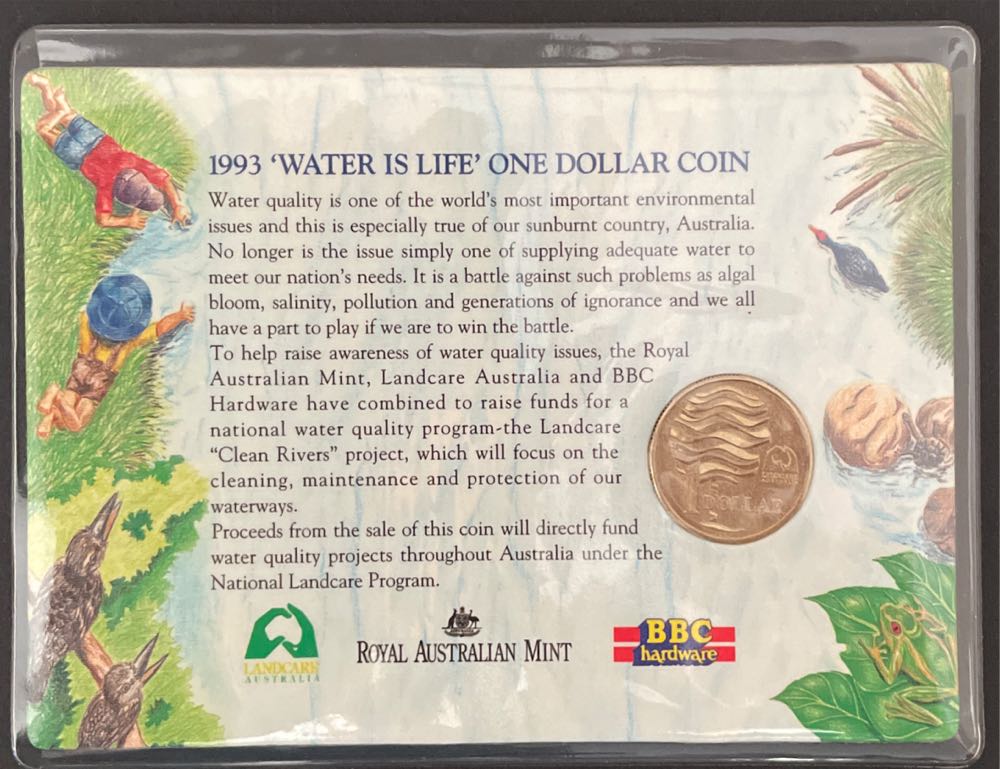 1993 ‘WATER IS LIFE’ ONE DOLLAR COIN
Water quality is one of the world's most important environmental
issues and this is especially true of our sunburnt country, Australia.
No longer is the issue simply one of supplying adequate water to
meet our nation's needs. It is a battle against such problems as algal
bloom, salinity, pollution and generations of ignorance and we all
have a part to play if we are to win the battle.
To help raise awareness of water quality issues, the Royal
Australian Mint, Landcare Australia and BBC
Hardware have combined to raise funds for a
national water quality program-the Landcare
“Clean Rivers” project, which will focus on the
cleaning, maintenance and protection of our
waterways.
Proceeds from the sale of this coin will directly fund
water quality projects throughout Australia under the
National Landcare Program.
1 DOLLAR
LANDCARE
AUSTRALIA
ROYAL AUSTRALIAN MINT
BBC
hardware